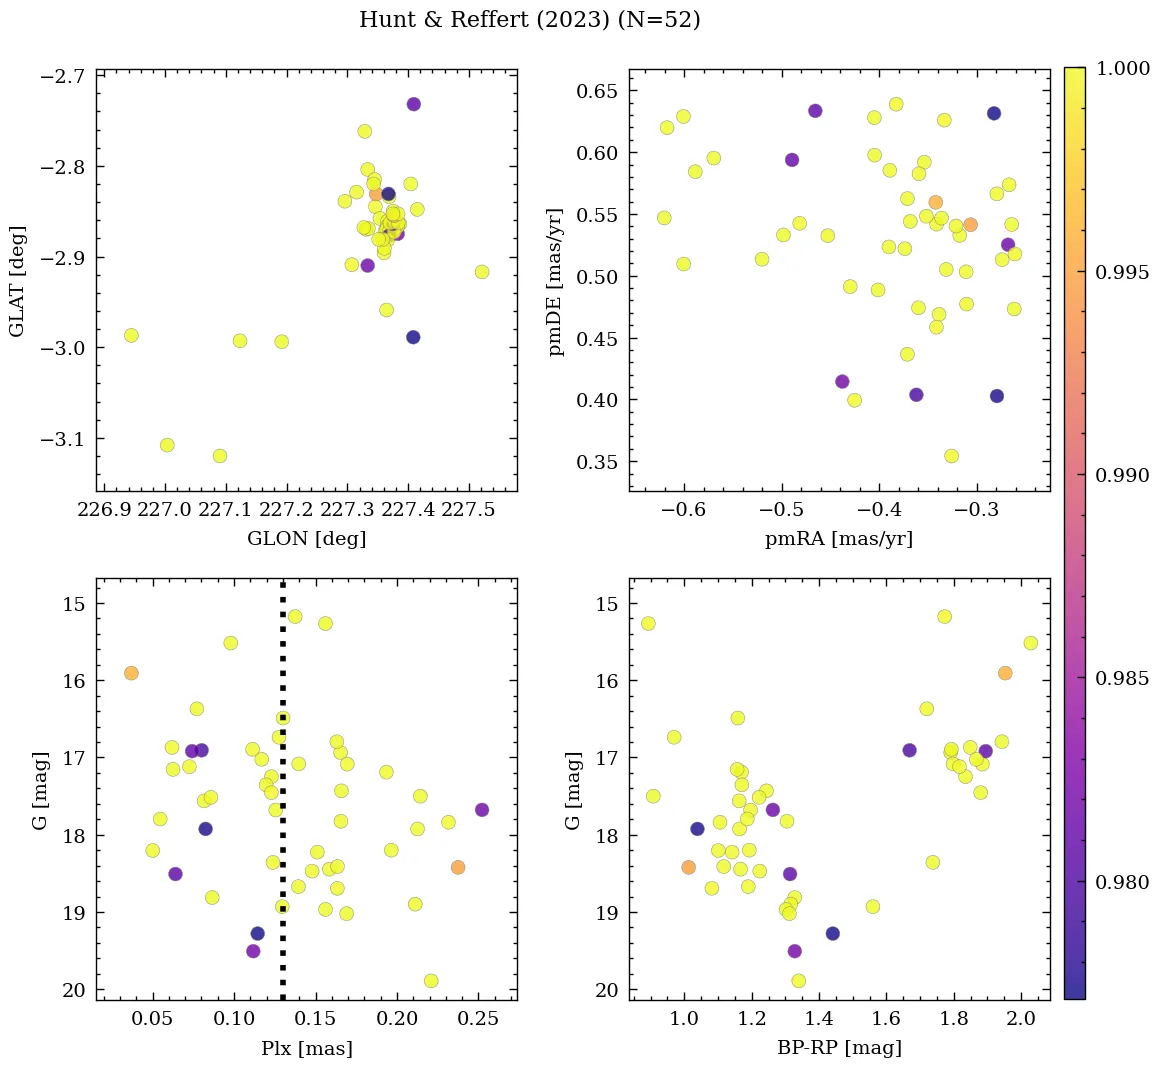 Hunt & Reffert (2023) (N=52)
−2.7
−2.8
−2.9
−3.0
−3.1
GLAT [deg]
226.9 227.0 227.1 227.2 227.3 227.4 227.5
GLON [deg]
0.65
0.60
0.55
0.50
0.45
0.40
0.35
pmDE [mas/yr]
−0.6 −0.5 −0.4 −0.3
pmRA [mas/yr]
15
16
17
18
19
20
G [mag]
0.05 0.10 0.15 0.20 0.25
Plx [mas]
15
16
17
18
19
20
G [mag]
1.0 1.2 1.4 1.6 1.8 2.0
BP-RP [mag]
1.000
0.995
0.990
0.985
0.980